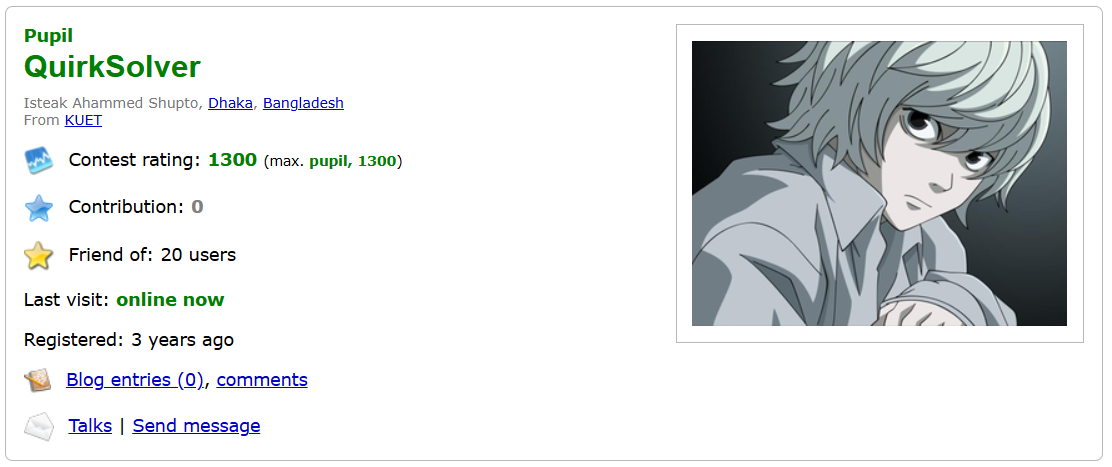 Pupil
QuirkSolver
Isteak Ahammed Shupto, Dhaka, Bangladesh
From KUET
Contest rating: 1300 (max. pupil, 1300)
Contribution: 0
Friend of: 20 users
Last visit: online now
Registered: 3 years ago
Blog entries (0), comments
Talks | Send message